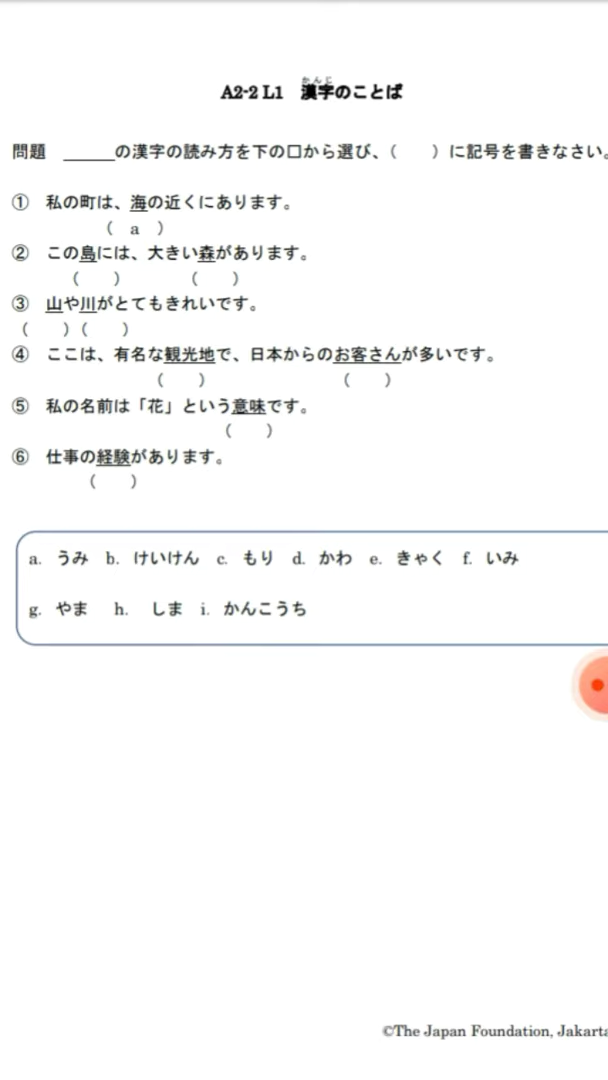 A2-2 L1 漢字のことば
かんじ
問題 ______の漢字の読み方を下の□から選び、( )に記号を書きなさい。
① 私の町は、海の近くにあります。
( a )
② この島には、大きい森があります。
( ) ( )
③ 山や川がとてもきれいです。
( ) ( )
④ ここは、有名な観光地で、日本からのお客さんが多いです。
( ) ( )
⑤ 私の名前は「花」という意味です。
( )
⑥ 仕事の経験があります。
( )
a. うみ b. けいけん c. もり d. かわ e. きゃく f. いみ
g. やま h. しま i. かんこうち
©The Japan Foundation, Jakarta